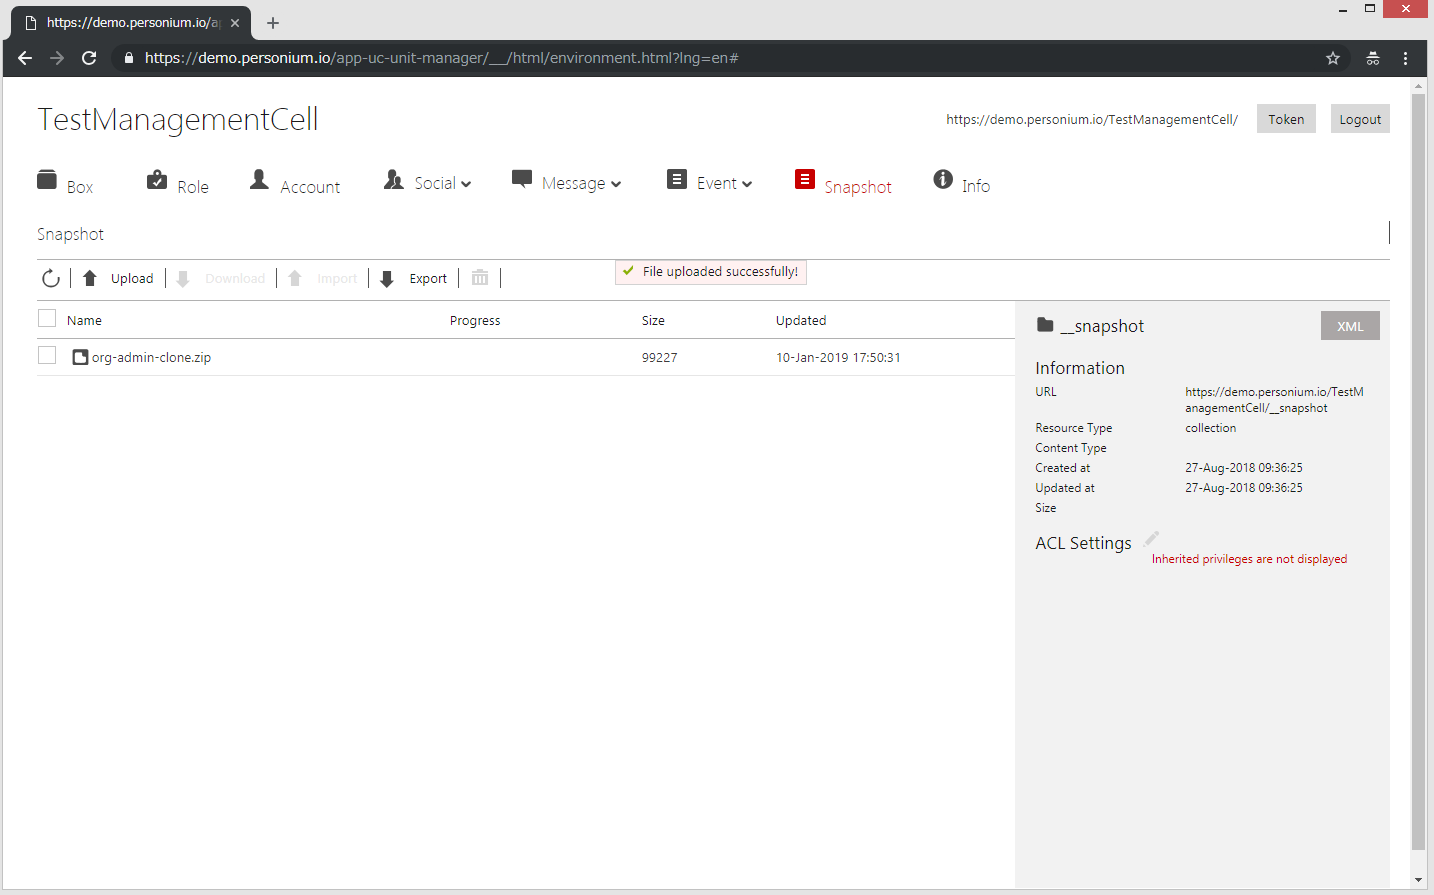 https://demo.personium.io/a
https://demo.personium.io/app-uc-unit-manager/__/html/environment.html?lng=en#
TestManagementCell
https://demo.personium.io/TestManagementCell/
Token
Logout
Box
Role
Account
Social
Message
Event
Snapshot
Info
Snapshot
Upload
Download
Import
Export
File uploaded successfully!
Name
Progress
Size
Updated
org-admin-clone.zip
99227
10-Jan-2019 17:50:31
__snapshot
XML
Information
URL
https://demo.personium.io/TestM
anagementCell/__snapshot
Resource Type
collection
Content Type
Created at
27-Aug-2018 09:36:25
Updated at
27-Aug-2018 09:36:25
Size
ACL Settings
Inherited privileges are not displayed